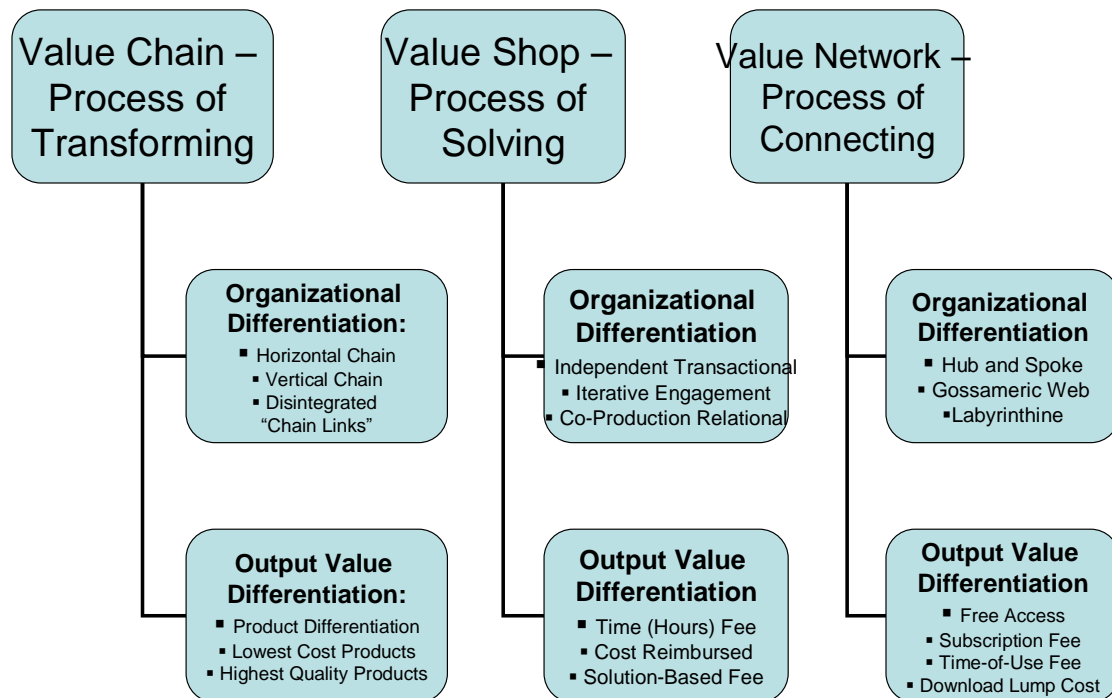 Value Chain –
Process of
Transforming
Value Shop –
Process of
Solving
Value Network –
Process of
Connecting
Organizational
Differentiation:
▪ Horizontal Chain
▪ Vertical Chain
▪ Disintegrated
“Chain Links”
Organizational
Differentiation
▪ Independent Transactional
▪ Iterative Engagement
▪ Co-Production Relational
Organizational
Differentiation
▪ Hub and Spoke
▪ Gossameric Web
▪Labyrinthine
Output Value
Differentiation:
▪ Product Differentiation
▪ Lowest Cost Products
▪ Highest Quality Products
Output Value
Differentiation
▪ Time (Hours) Fee
▪ Cost Reimbursed
▪ Solution-Based Fee
Output Value
Differentiation
▪ Free Access
▪ Subscription Fee
▪ Time-of-Use Fee
▪ Download Lump Cost